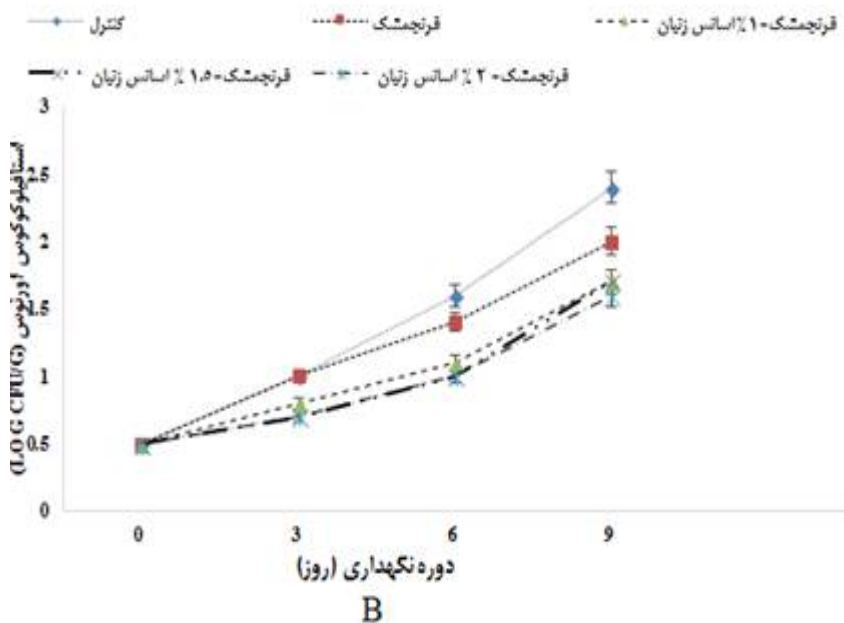 کنترل
قرنجمشک
قرنجمشک+۱٪ اسانس زنیان
قرنجمشک+۱.۵ ٪ اسانس زنیان
قرنجمشک+ ۲ ٪ اسانس زنیان
استافیلوکوکوس اورئوس (LOG CFU/G)
3
2.5
2
1.5
1
0.5
0
0 3 6 9
دوره نگهداری (روز)
B